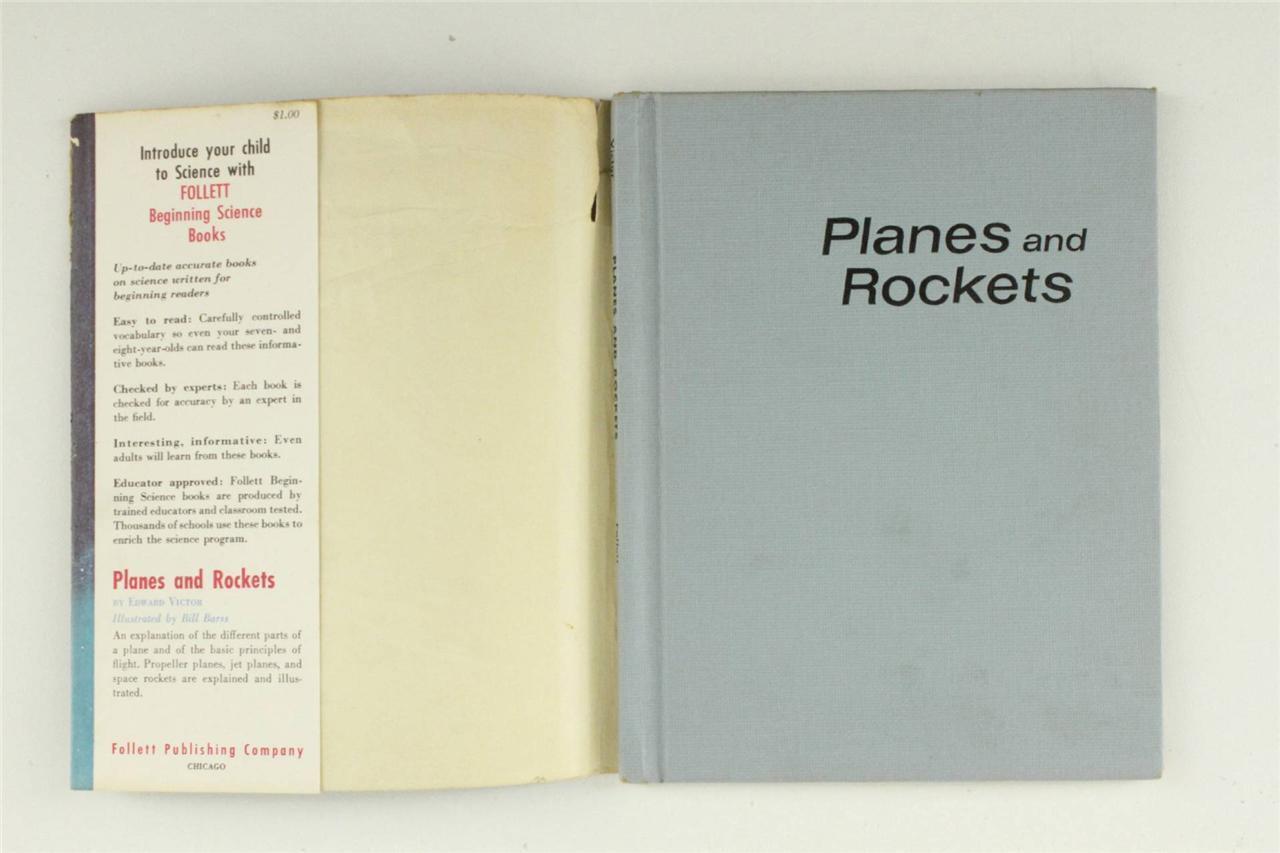 $1.00
Introduce your child
to Science with
FOLLETT
Beginning Science
Books
Up-to-date accurate books
on science written for
beginning readers
Easy to read: Carefully controlled
vocabulary so even your seven- and
eight-year-olds can read these informa-
tive books.
Checked by experts: Each book is
checked for accuracy by an expert in
the field.
Interesting, informative: Even
adults will learn from these books.
Educator approved: Follett Begin-
ning Science books are produced by
trained educators and classroom tested.
Thousands of schools use these books to
enrich the science program.
Planes and Rockets
BY EDWARD VICTOR
Illustrated by Bill Barss
An explanation of the different parts of
a plane and of the basic principles of
flight. Propeller planes, jet planes, and
space rockets are explained and illus-
trated.
Follett Publishing Company
CHICAGO
PLANES AND ROCKETS
Planes and
Rockets